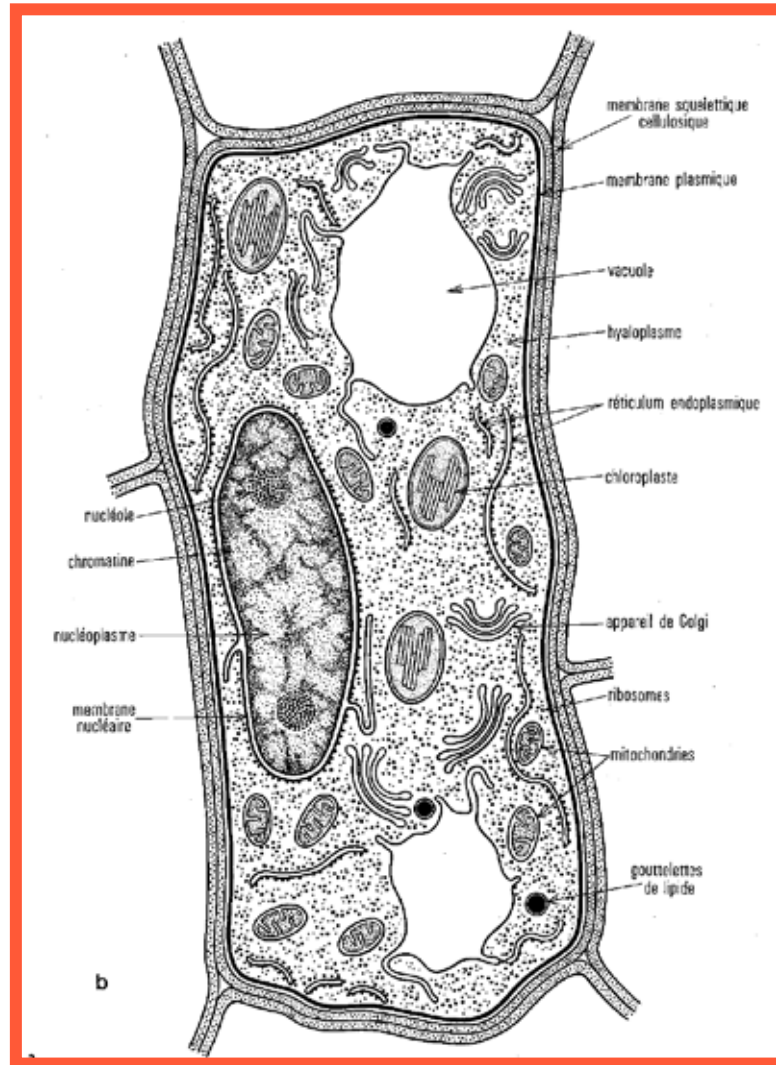 membrane squelettique
cellulosique
membrane plasmique
vacuole
hyaloplasme
réticulum endoplasmique
chloroplaste
nucléole
chromatine
nucléoplasme
appareil de Golgi
ribosomes
membrane
nucléaire
mitochondries
gouttelettes
de lipide
b